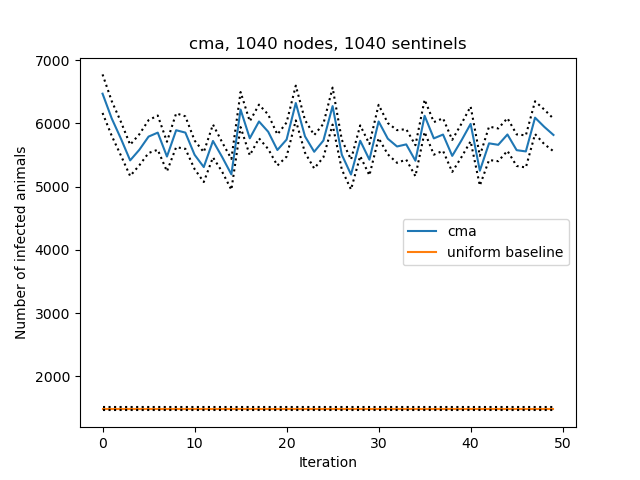 cma, 1040 nodes, 1040 sentinels
7000
6000
5000
4000
3000
2000
Number of infected animals
cma
uniform baseline
0
10
20
30
40
50
Iteration